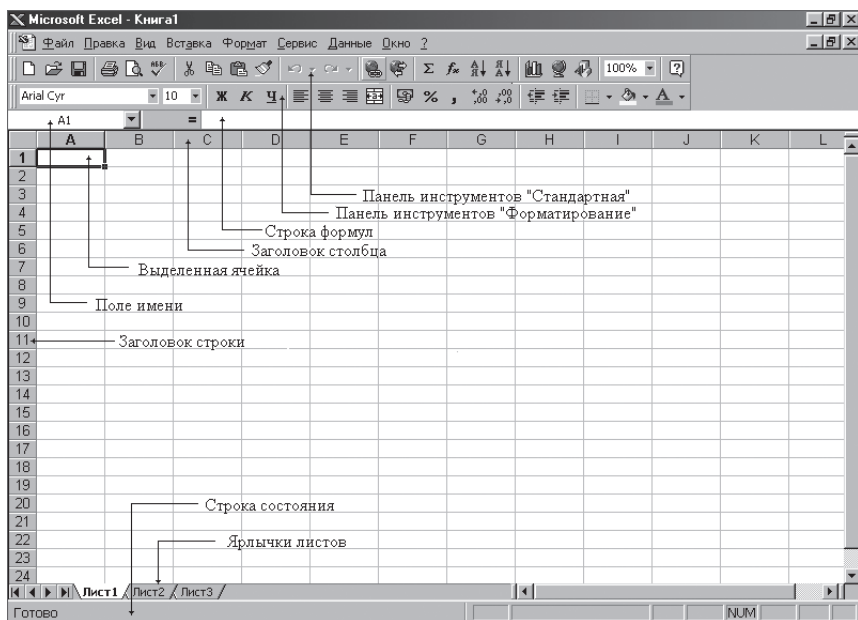 Microsoft Excel - Книга1
Файл Правка Вид Вставка Формат Сервис Данные Окно ?
Σ fx А Я Я А 100% ?
Arial Cyr 10 Ж К Ч % , ,00 А
A1 =
A B C D E F G H I J K L
1
2
3 Панель инструментов "Стандартная"
4 Панель инструментов "Форматирование"
5 Строка формул
6 Заголовок столбца
7 Выделенная ячейка
8
9 Поле имени
10
11 Заголовок строки
12
13
14
15
16
17
18
19
20 Строка состояния
21
22 Ярлычки листов
23
24
Лист1 Лист2 Лист3
Готово NUM